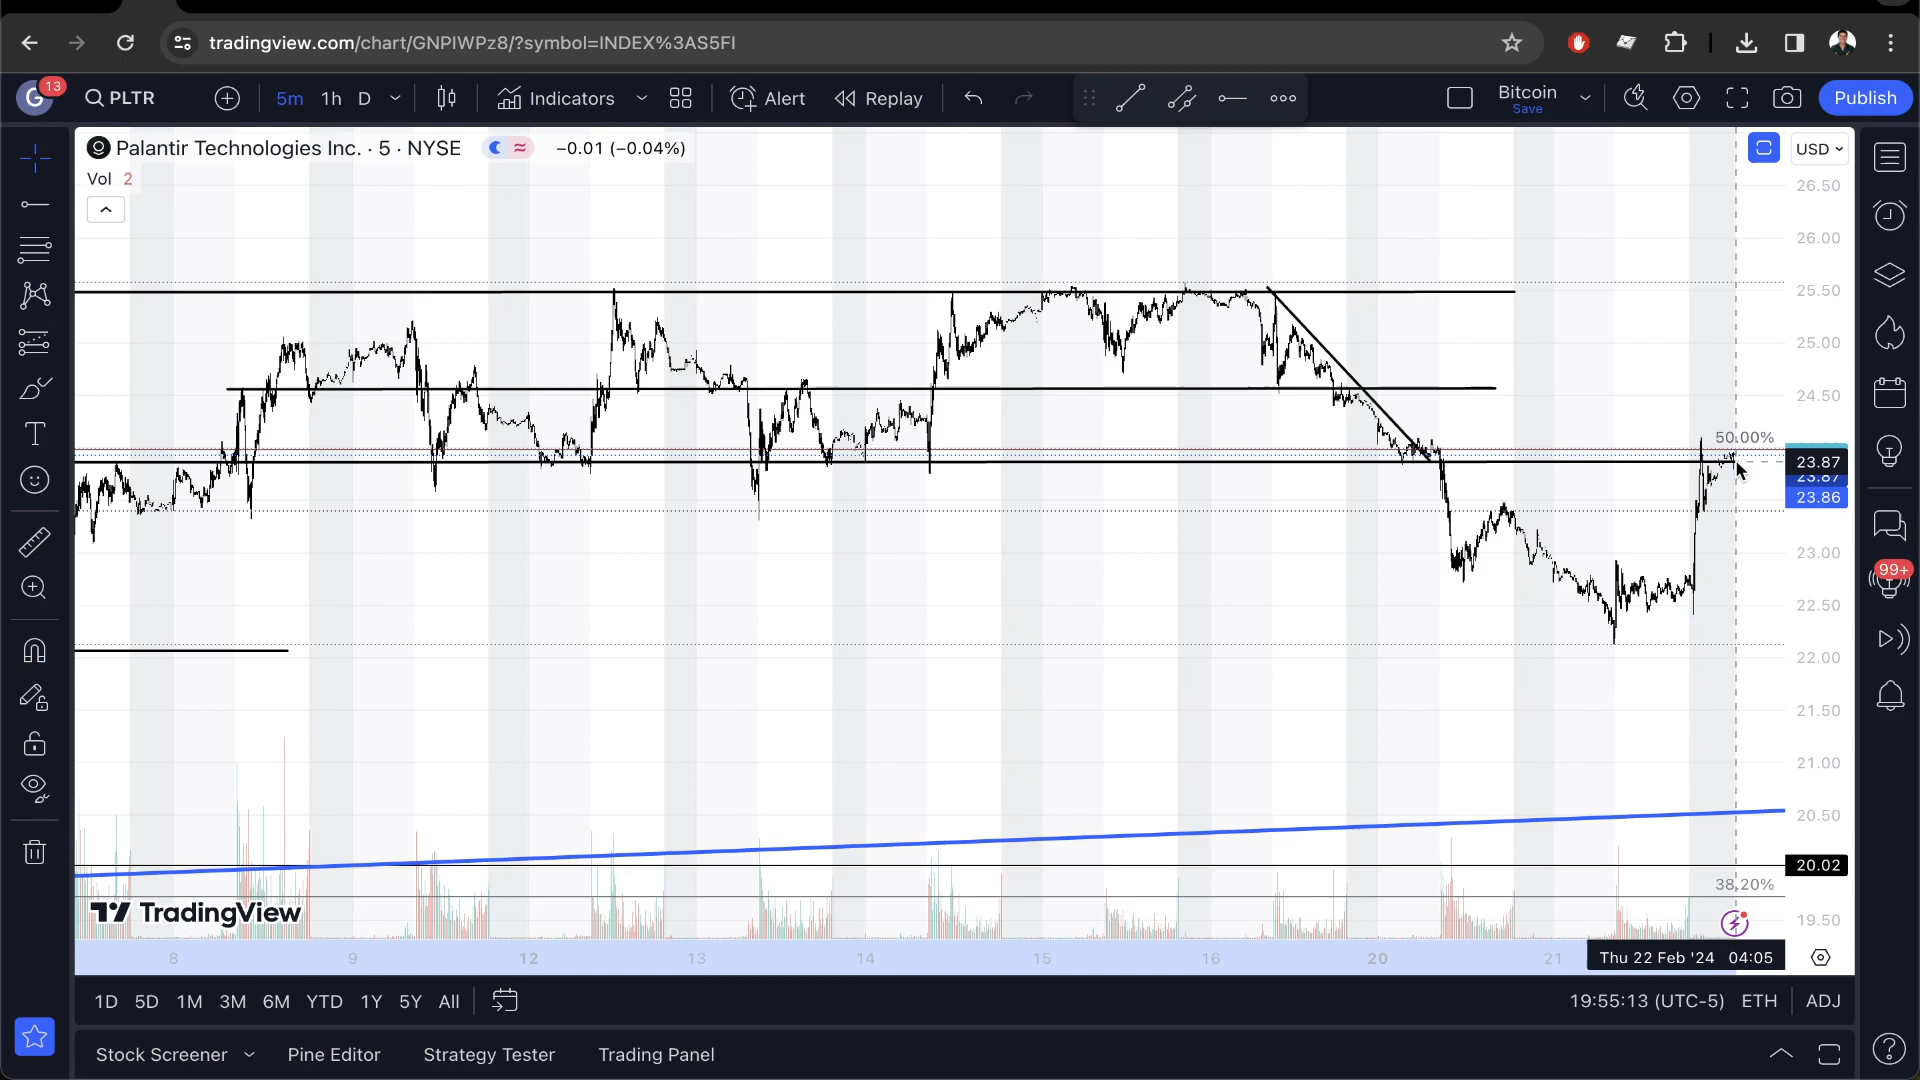 tradingview.com/chart/GNPIWPz8/?symbol=INDEX%3AS5FI
G 13 PLTR 5m 1h D Indicators Alert Replay Bitcoin Save Publish
Palantir Technologies Inc. · 5 · NYSE −0.01 (−0.04%) USD
Vol 2
26.50
26.00
25.50
25.00
24.50
50.00%
23.87
23.87
23.86
23.00
99+
22.50
22.00
21.50
21.00
20.50
20.02
38.20%
TradingView 19.50
8 9 12 13 14 15 16 20 21 Thu 22 Feb '24 04:05
1D 5D 1M 3M 6M YTD 1Y 5Y All 19:55:13 (UTC-5) ETH ADJ
Stock Screener Pine Editor Strategy Tester Trading Panel